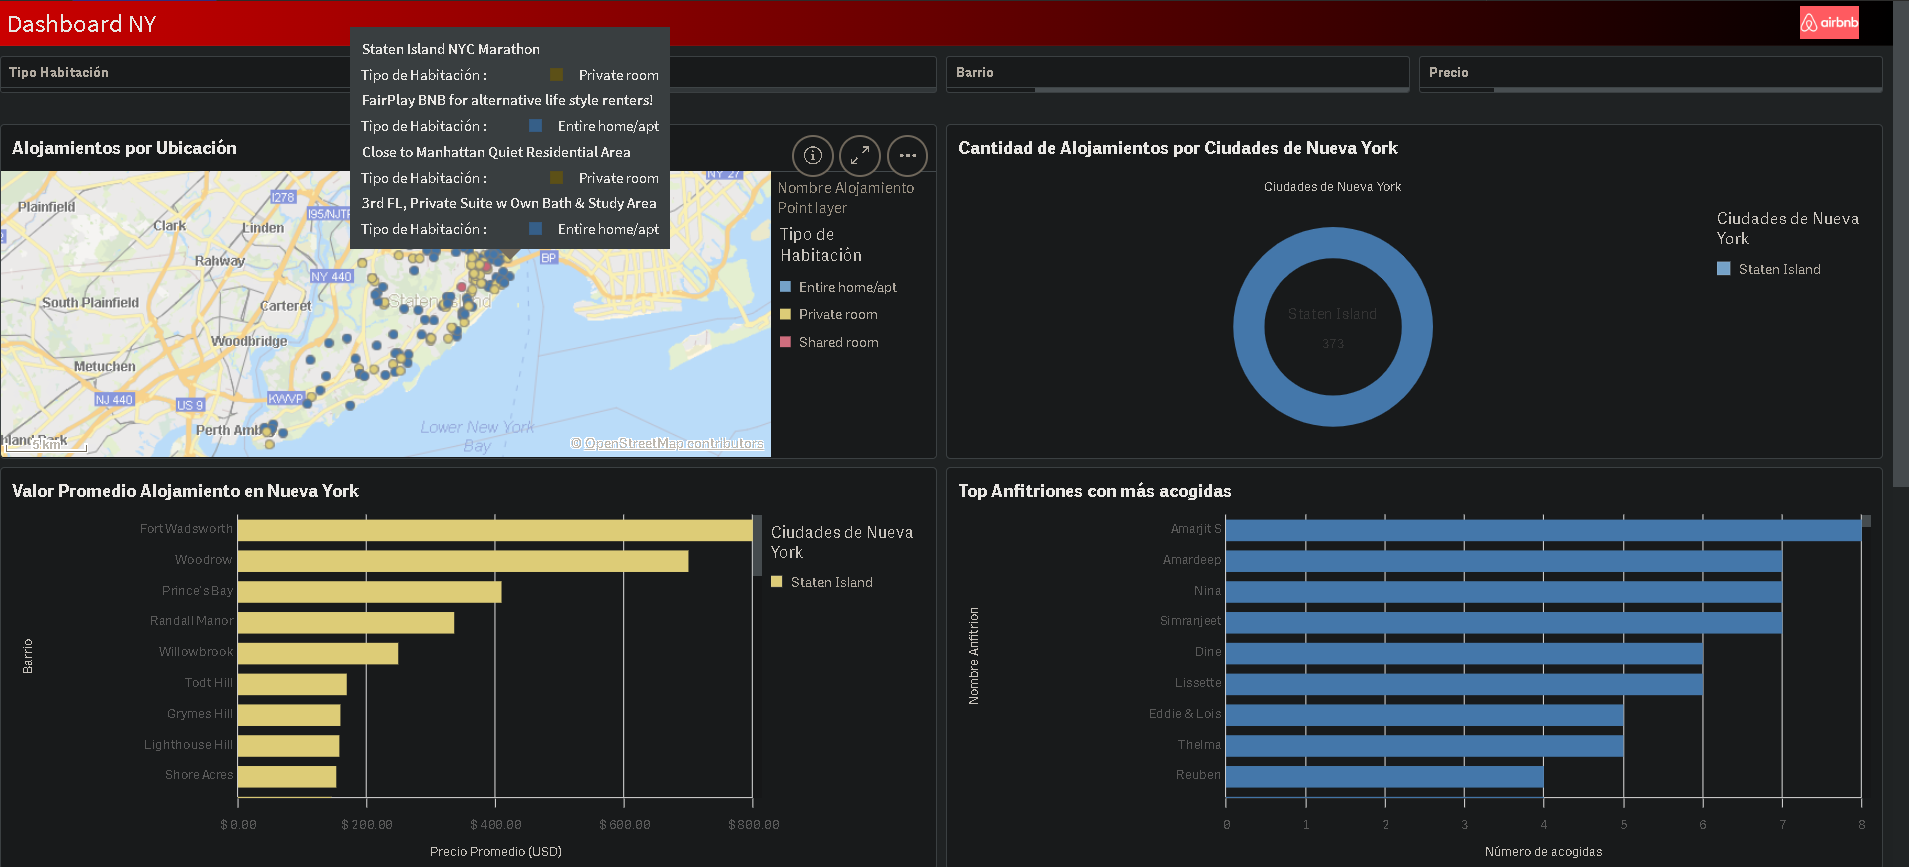 Dashboard NY
airbnb
Tipo Habitación
Barrio
Precio
Staten Island NYC Marathon
Tipo de Habitación : Private room
FairPlay BNB for alternative life style renters!
Tipo de Habitación : Entire home/apt
Close to Manhattan Quiet Residential Area
Tipo de Habitación : Private room
3rd FL, Private Suite w Own Bath & Study Area
Tipo de Habitación : Entire home/apt
Alojamientos por Ubicación
NY 27
Plainfield
I278
I95/NJTP
Clark
Linden
Rahway
BP
NY 440
South Plainfield
Carteret
Staten Island
Woodbridge
Metuchen
NJ 440
US 9
KWVP
Perth Amb
Lower New York
Bay
hland Park
5 km
© OpenStreetMap contributors
Nombre Alojamiento
Point layer
Tipo de
Habitación
Entire home/apt
Private room
Shared room
Cantidad de Alojamientos por Ciudades de Nueva York
Ciudades de Nueva York
Staten Island
373
Ciudades de Nueva
York
Staten Island
Valor Promedio Alojamiento en Nueva York
Barrio
Fort Wadsworth
Woodrow
Prince's Bay
Randall Manor
Willowbrook
Todt Hill
Grymes Hill
Lighthouse Hill
Shore Acres
$ 0.00 $ 200.00 $ 400.00 $ 600.00 $ 800.00
Precio Promedio (USD)
Ciudades de Nueva
York
Staten Island
Top Anfitriones con más acogidas
Nombre Anfitrion
Amarjit S
Amardeep
Nina
Simranjeet
Dine
Lissette
Eddie & Lois
Thelma
Reuben
0 1 2 3 4 5 6 7 8
Número de acogidas